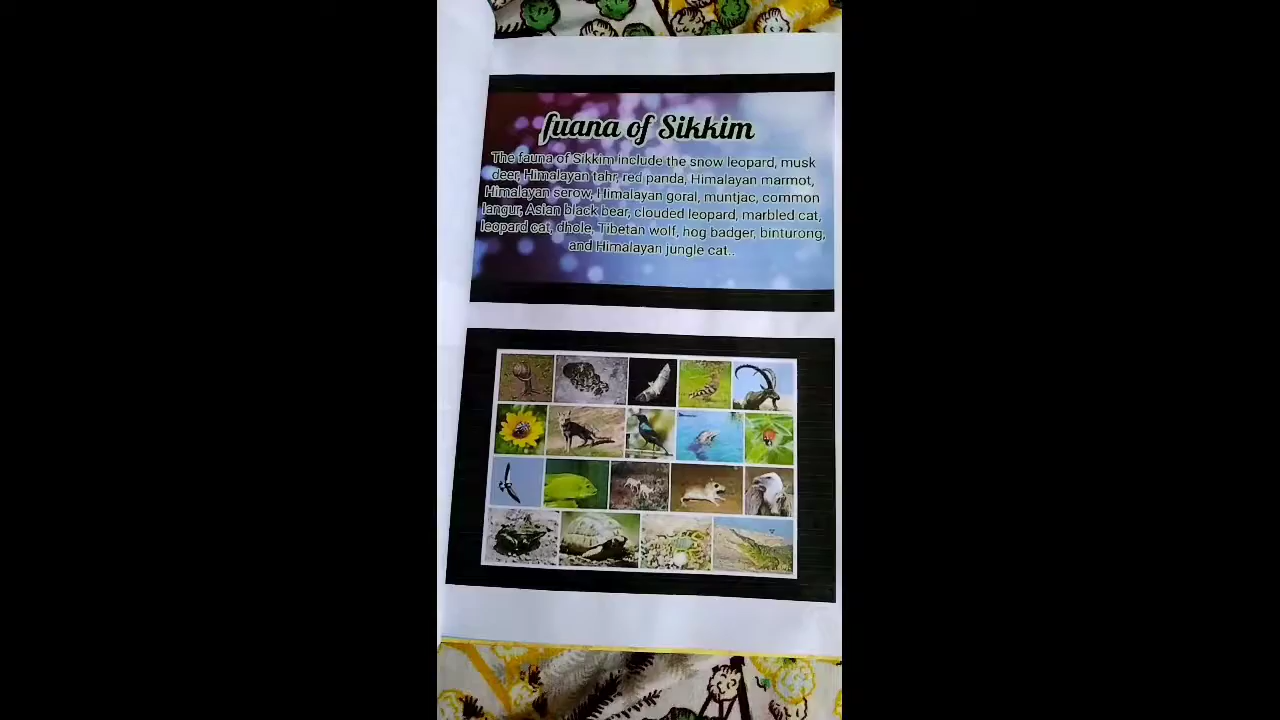 fuana of Sikkim
The fauna of Sikkim include the snow leopard, musk
deer, Himalayan tahr, red panda, Himalayan marmot,
Himalayan serow, Himalayan goral, muntjac, common
langur, Asian black bear, clouded leopard, marbled cat,
leopard cat, dhole, Tibetan wolf, hog badger, binturong,
and Himalayan jungle cat..